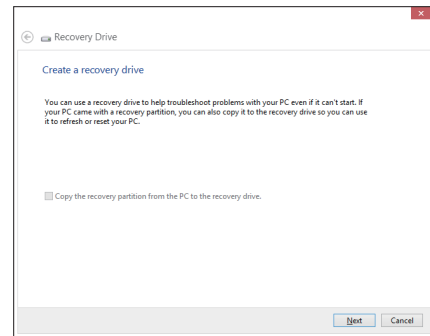 Recovery Drive
Create a recovery drive
You can use a recovery drive to help troubleshoot problems with your PC even if it can't start. If
your PC came with a recovery partition, you can also copy it to the recovery drive so you can use
it to refresh or reset your PC.
Copy the recovery partition from the PC to the recovery drive.
Next Cancel